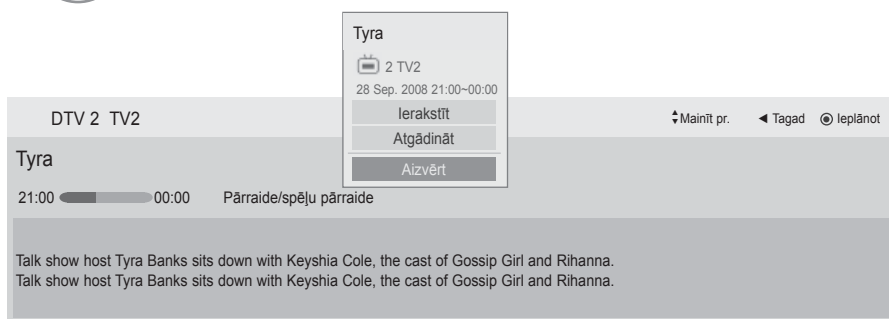 Tyra
2 TV2
28 Sep. 2008 21:00~00:00
Ierakstīt
Atgādināt
Aizvērt
DTV 2 TV2
Mainīt pr. ◀ Tagad ◉ Ieplānot
Tyra
21:00 00:00 Pārraide/spēļu pārraide
Talk show host Tyra Banks sits down with Keyshia Cole, the cast of Gossip Girl and Rihanna.
Talk show host Tyra Banks sits down with Keyshia Cole, the cast of Gossip Girl and Rihanna.